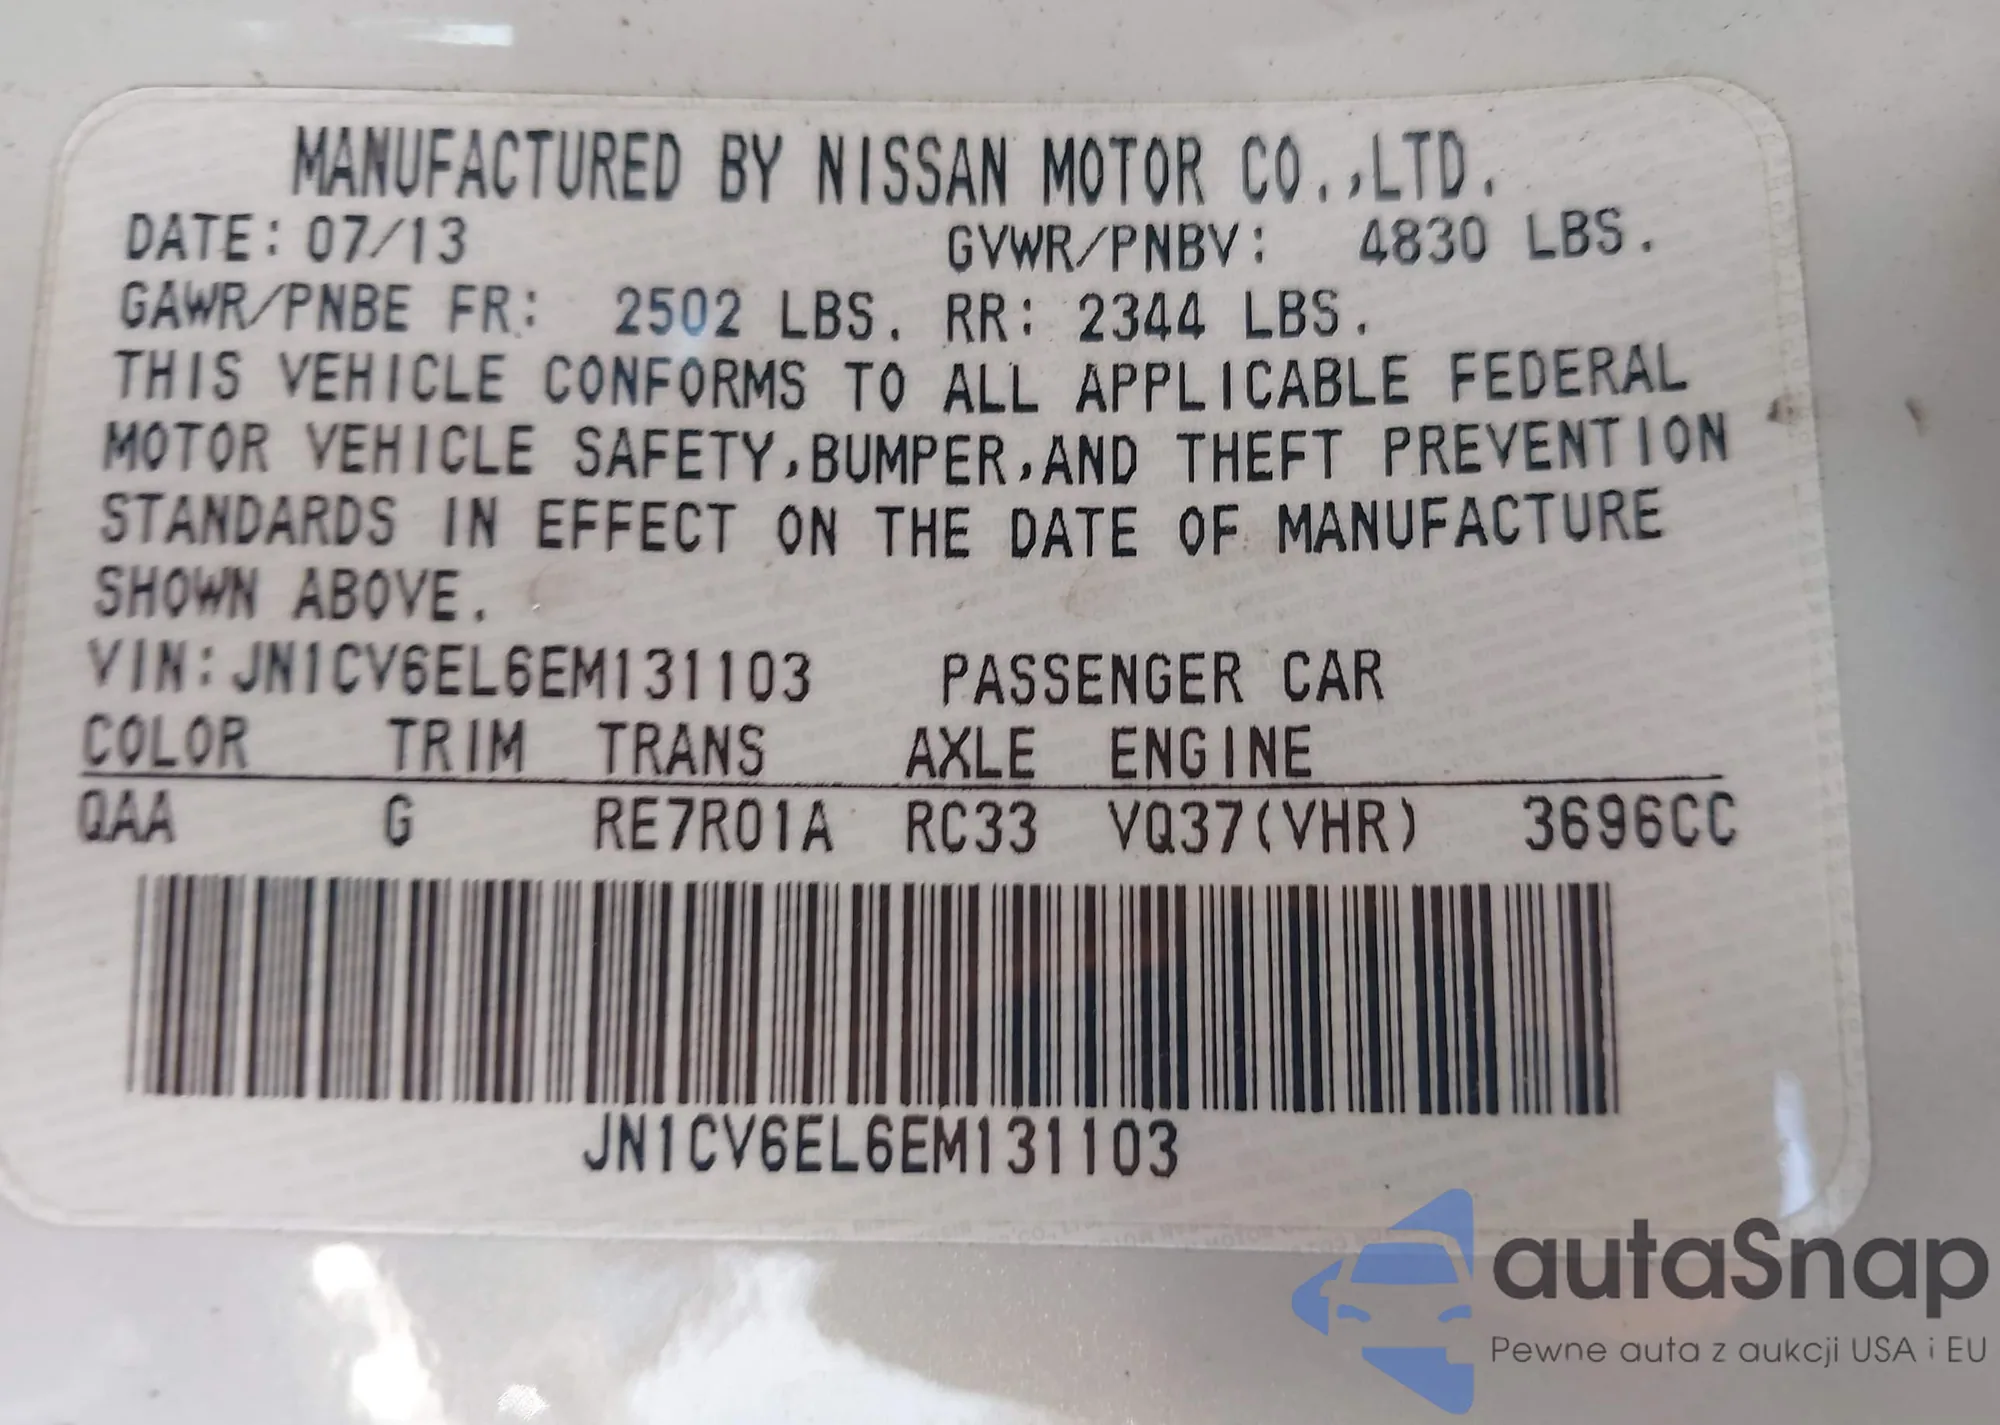 MANUFACTURED BY NISSAN MOTOR CO.,LTD.
DATE: 07/13 GVWR/PNBV: 4830 LBS.
GAWR/PNBE FR: 2502 LBS. RR: 2344 LBS.
THIS VEHICLE CONFORMS TO ALL APPLICABLE FEDERAL
MOTOR VEHICLE SAFETY,BUMPER,AND THEFT PREVENTION
STANDARDS IN EFFECT ON THE DATE OF MANUFACTURE
SHOWN ABOVE.
VIN:JN1CV6EL6EM131103 PASSENGER CAR
COLOR TRIM TRANS AXLE ENGINE
QAA G RE7R01A RC33 VQ37(VHR) 3696CC
JN1CV6EL6EM131103
autaSnap
Pewne auta z aukcji USA i EU